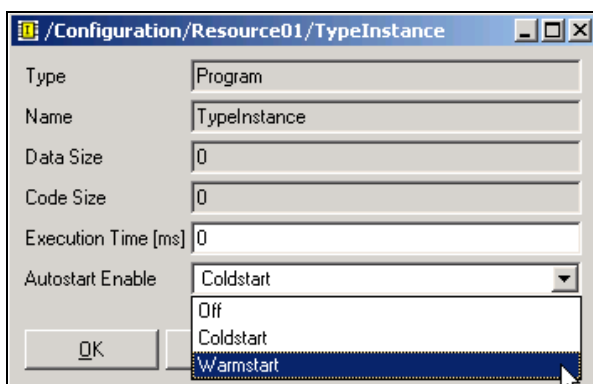 /Configuration/Resource01/TypeInstance
Type Program
Name TypeInstance
Data Size 0
Code Size 0
Execution Time [ms] 0
Autostart Enable Coldstart
Off
Coldstart
Warmstart
OK